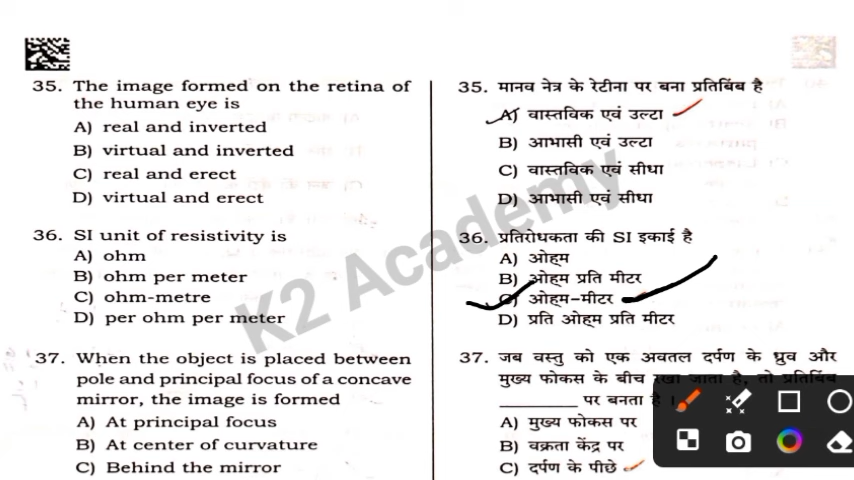 35. The image formed on the retina of
the human eye is
A) real and inverted
B) virtual and inverted
C) real and erect
D) virtual and erect
36. SI unit of resistivity is
A) ohm
B) ohm per meter
C) ohm-metre
D) per ohm per meter
37. When the object is placed between
pole and principal focus of a concave
mirror, the image is formed
A) At principal focus
B) At center of curvature
C) Behind the mirror
35. मानव नेत्र के रेटीना पर बना प्रतिबिंब है
A) वास्तविक एवं उल्टा
B) आभासी एवं उल्टा
C) वास्तविक एवं सीधा
D) आभासी एवं सीधा
36. प्रतिरोधकता की SI इकाई है
A) ओह्म
B) ओह्म प्रति मीटर
C) ओह्म-मीटर
D) प्रति ओह्म प्रति मीटर
37. जब वस्तु को एक अवतल दर्पण के ध्रुव और
मुख्य फोकस के बीच रखा जाता है, तो प्रतिबिंब
________ पर बनता है ।
A) मुख्य फोकस पर
B) वक्रता केंद्र पर
C) दर्पण के पीछे
K2 Academy